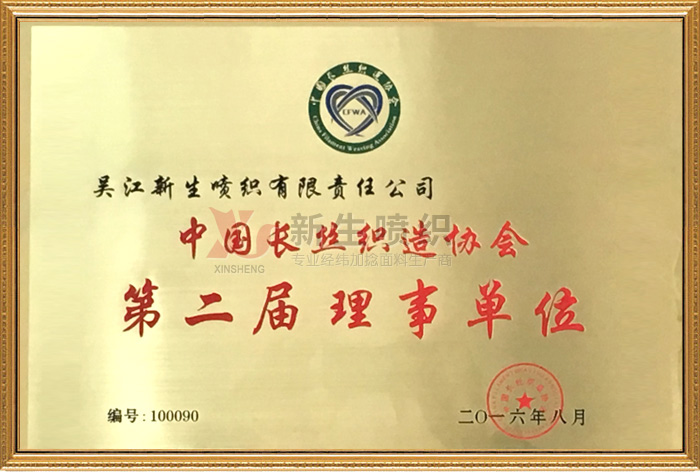 中国长丝织造协会
CFWA
China Filament Weaving Association
吴江新生喷织有限责任公司
中国长丝织造协会
新生喷织
专业经纬加捻面料生产商
XS
XINSHENG
第二届理事单位
编号:100090
二〇一六年八月